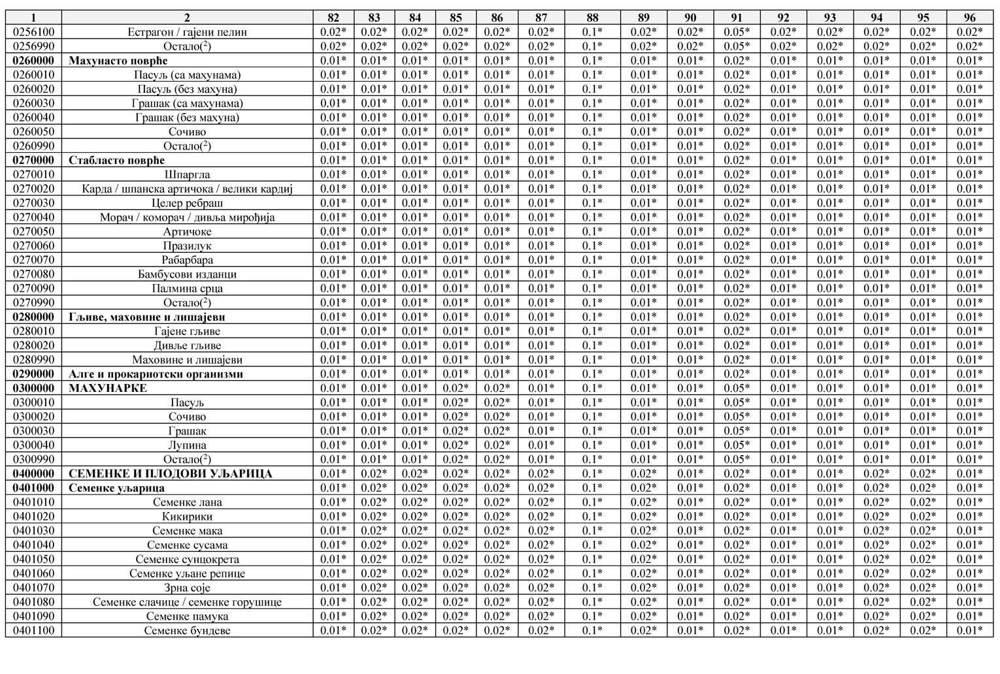 1 2 82 83 84 85 86 87 88 89 90 91 92 93 94 95 96
0256100 Естрагон / гајени пелин 0.02* 0.02* 0.02* 0.02* 0.02* 0.02* 0.1* 0.02* 0.02* 0.05* 0.02* 0.02* 0.02* 0.02* 0.02*
0256990 Остало(2) 0.02* 0.02* 0.02* 0.02* 0.02* 0.02* 0.1* 0.02* 0.02* 0.05* 0.02* 0.02* 0.02* 0.02* 0.02*
0260000 Махунасто поврће 0.01* 0.01* 0.01* 0.01* 0.01* 0.01* 0.1* 0.01* 0.01* 0.02* 0.01* 0.01* 0.01* 0.01* 0.01*
0260010 Пасуљ (са махунама) 0.01* 0.01* 0.01* 0.01* 0.01* 0.01* 0.1* 0.01* 0.01* 0.02* 0.01* 0.01* 0.01* 0.01* 0.01*
0260020 Пасуљ (без махуна) 0.01* 0.01* 0.01* 0.01* 0.01* 0.01* 0.1* 0.01* 0.01* 0.02* 0.01* 0.01* 0.01* 0.01* 0.01*
0260030 Грашак (са махунама) 0.01* 0.01* 0.01* 0.01* 0.01* 0.01* 0.1* 0.01* 0.01* 0.02* 0.01* 0.01* 0.01* 0.01* 0.01*
0260040 Грашак (без махуна) 0.01* 0.01* 0.01* 0.01* 0.01* 0.01* 0.1* 0.01* 0.01* 0.02* 0.01* 0.01* 0.01* 0.01* 0.01*
0260050 Сочиво 0.01* 0.01* 0.01* 0.01* 0.01* 0.01* 0.1* 0.01* 0.01* 0.02* 0.01* 0.01* 0.01* 0.01* 0.01*
0260990 Остало(2) 0.01* 0.01* 0.01* 0.01* 0.01* 0.01* 0.1* 0.01* 0.01* 0.02* 0.01* 0.01* 0.01* 0.01* 0.01*
0270000 Стабласто поврће 0.01* 0.01* 0.01* 0.01* 0.01* 0.01* 0.1* 0.01* 0.01* 0.02* 0.01* 0.01* 0.01* 0.01* 0.01*
0270010 Шпаргла 0.01* 0.01* 0.01* 0.01* 0.01* 0.01* 0.1* 0.01* 0.01* 0.02* 0.01* 0.01* 0.01* 0.01* 0.01*
0270020 Карда / шпанска артичока / велики кардиј 0.01* 0.01* 0.01* 0.01* 0.01* 0.01* 0.1* 0.01* 0.01* 0.02* 0.01* 0.01* 0.01* 0.01* 0.01*
0270030 Целер ребраш 0.01* 0.01* 0.01* 0.01* 0.01* 0.01* 0.1* 0.01* 0.01* 0.02* 0.01* 0.01* 0.01* 0.01* 0.01*
0270040 Морач / коморач / дивља мирођија 0.01* 0.01* 0.01* 0.01* 0.01* 0.01* 0.1* 0.01* 0.01* 0.02* 0.01* 0.01* 0.01* 0.01* 0.01*
0270050 Артичоке 0.01* 0.01* 0.01* 0.01* 0.01* 0.01* 0.1* 0.01* 0.01* 0.02* 0.01* 0.01* 0.01* 0.01* 0.01*
0270060 Празилук 0.01* 0.01* 0.01* 0.01* 0.01* 0.01* 0.1* 0.01* 0.01* 0.02* 0.01* 0.01* 0.01* 0.01* 0.01*
0270070 Рабарбара 0.01* 0.01* 0.01* 0.01* 0.01* 0.01* 0.1* 0.01* 0.01* 0.02* 0.01* 0.01* 0.01* 0.01* 0.01*
0270080 Бамбусови изданци 0.01* 0.01* 0.01* 0.01* 0.01* 0.01* 0.1* 0.01* 0.01* 0.02* 0.01* 0.01* 0.01* 0.01* 0.01*
0270090 Палмина срца 0.01* 0.01* 0.01* 0.01* 0.01* 0.01* 0.1* 0.01* 0.01* 0.02* 0.01* 0.01* 0.01* 0.01* 0.01*
0270990 Остало(2) 0.01* 0.01* 0.01* 0.01* 0.01* 0.01* 0.1* 0.01* 0.01* 0.02* 0.01* 0.01* 0.01* 0.01* 0.01*
0280000 Гљиве, маховине и лишајеви 0.01* 0.01* 0.01* 0.01* 0.01* 0.01* 0.1* 0.01* 0.01* 0.02* 0.01* 0.01* 0.01* 0.01* 0.01*
0280010 Гајене гљиве 0.01* 0.01* 0.01* 0.01* 0.01* 0.01* 0.1* 0.01* 0.01* 0.02* 0.01* 0.01* 0.01* 0.01* 0.01*
0280020 Дивље гљиве 0.01* 0.01* 0.01* 0.01* 0.01* 0.01* 0.1* 0.01* 0.01* 0.02* 0.01* 0.01* 0.01* 0.01* 0.01*
0280990 Маховине и лишајеви 0.01* 0.01* 0.01* 0.01* 0.01* 0.01* 0.1* 0.01* 0.01* 0.02* 0.01* 0.01* 0.01* 0.01* 0.01*
0290000 Алге и прокариотски организми 0.01* 0.01* 0.01* 0.01* 0.01* 0.01* 0.1* 0.01* 0.01* 0.02* 0.01* 0.01* 0.01* 0.01* 0.01*
0300000 МАХУНАРКЕ 0.01* 0.01* 0.01* 0.02* 0.02* 0.01* 0.1* 0.01* 0.01* 0.05* 0.01* 0.01* 0.01* 0.01* 0.01*
0300010 Пасуљ 0.01* 0.01* 0.01* 0.02* 0.02* 0.01* 0.1* 0.01* 0.01* 0.05* 0.01* 0.01* 0.01* 0.01* 0.01*
0300020 Сочиво 0.01* 0.01* 0.01* 0.02* 0.02* 0.01* 0.1* 0.01* 0.01* 0.05* 0.01* 0.01* 0.01* 0.01* 0.01*
0300030 Грашак 0.01* 0.01* 0.01* 0.02* 0.02* 0.01* 0.1* 0.01* 0.01* 0.05* 0.01* 0.01* 0.01* 0.01* 0.01*
0300040 Лупина 0.01* 0.01* 0.01* 0.02* 0.02* 0.01* 0.1* 0.01* 0.01* 0.05* 0.01* 0.01* 0.01* 0.01* 0.01*
0300990 Остало(2) 0.01* 0.01* 0.01* 0.02* 0.02* 0.01* 0.1* 0.01* 0.01* 0.05* 0.01* 0.01* 0.01* 0.01* 0.01*
0400000 СЕМЕНКЕ И ПЛОДОВИ УЉАРИЦА 0.01* 0.02* 0.02* 0.02* 0.02* 0.02* 0.1* 0.02* 0.01* 0.02* 0.01* 0.01* 0.02* 0.02* 0.01*
0401000 Семенке уљарица 0.01* 0.02* 0.02* 0.02* 0.02* 0.02* 0.1* 0.02* 0.01* 0.02* 0.01* 0.01* 0.02* 0.02* 0.01*
0401010 Семенке лана 0.01* 0.02* 0.02* 0.02* 0.02* 0.02* 0.1* 0.02* 0.01* 0.02* 0.01* 0.01* 0.02* 0.02* 0.01*
0401020 Кикирики 0.01* 0.02* 0.02* 0.02* 0.02* 0.02* 0.1* 0.02* 0.01* 0.02* 0.01* 0.01* 0.02* 0.02* 0.01*
0401030 Семенке мака 0.01* 0.02* 0.02* 0.02* 0.02* 0.02* 0.1* 0.02* 0.01* 0.02* 0.01* 0.01* 0.02* 0.02* 0.01*
0401040 Семенке сусама 0.01* 0.02* 0.02* 0.02* 0.02* 0.02* 0.1* 0.02* 0.01* 0.02* 0.01* 0.01* 0.02* 0.02* 0.01*
0401050 Семенке сунцокрета 0.01* 0.02* 0.02* 0.02* 0.02* 0.02* 0.1* 0.02* 0.01* 0.02* 0.01* 0.01* 0.02* 0.02* 0.01*
0401060 Семенке уљане репице 0.01* 0.02* 0.02* 0.02* 0.02* 0.02* 0.1* 0.02* 0.01* 0.02* 0.01* 0.01* 0.02* 0.02* 0.01*
0401070 Зрна соје 0.01* 0.02* 0.02* 0.02* 0.02* 0.02* 0.1* 0.02* 0.01* 0.02* 0.01* 0.01* 0.02* 0.02* 0.01*
0401080 Семенке слачице / семенке горушице 0.01* 0.02* 0.02* 0.02* 0.02* 0.02* 0.1* 0.02* 0.01* 0.02* 0.01* 0.01* 0.02* 0.02* 0.01*
0401090 Семенке памука 0.01* 0.02* 0.02* 0.02* 0.02* 0.02* 0.1* 0.02* 0.01* 0.02* 0.01* 0.01* 0.02* 0.02* 0.01*
0401100 Семенке бундеве 0.01* 0.02* 0.02* 0.02* 0.02* 0.02* 0.1* 0.02* 0.01* 0.02* 0.01* 0.01* 0.02* 0.02* 0.01*